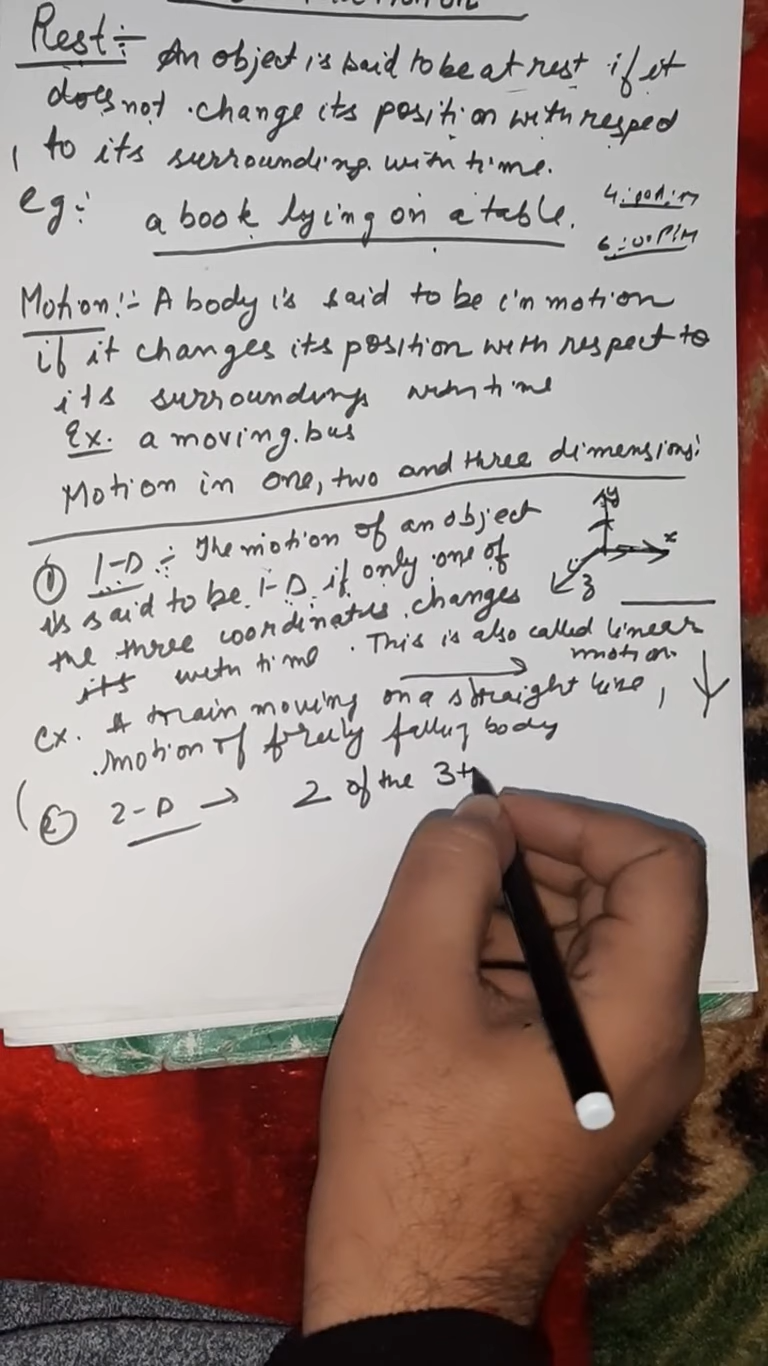 Rest:- An object is said to be at rest if it
does not change its position with resped
to its surrounding with time.
eg:- a book lying on a table.
Motion:- A body is said to be in motion
if it changes its position with respect to
its surroundings with time
Ex. a moving bus
Motion in one, two and three dimensions:
① 1-D :- The motion of an object
is said to be 1-D if only one of
the three coordinates changes
its with time. This is also called linear
motion
Ex. A train moving on a straight line,
motion of freely falling body
② 2-D → 2 of the 3
y
x
z